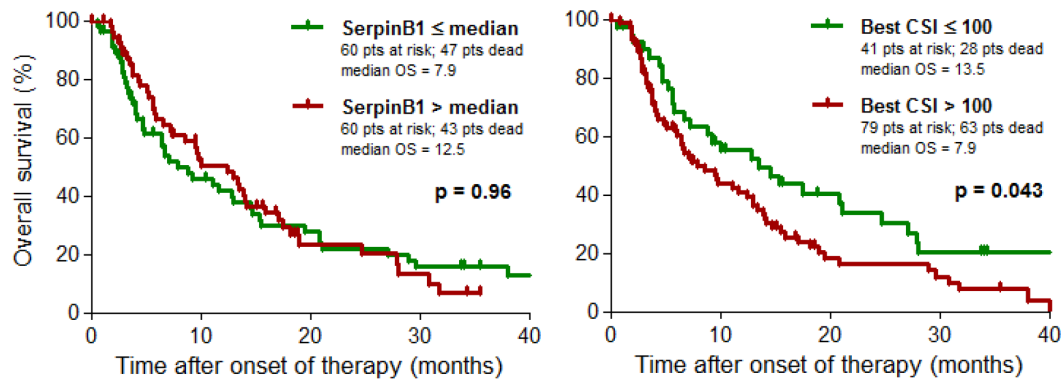 SerpinB1 ≤ median
60 pts at risk; 47 pts dead
median OS = 7.9
SerpinB1 > median
60 pts at risk; 43 pts dead
median OS = 12.5
p = 0.96
Overall survival (%)
100
80
60
40
20
0
0 10 20 30 40
Time after onset of therapy (months)
Best CSI ≤ 100
41 pts at risk; 28 pts dead
median OS = 13.5
Best CSI > 100
79 pts at risk; 63 pts dead
median OS = 7.9
p = 0.043
100
80
60
40
20
0
0 10 20 30 40
Time after onset of therapy (months)